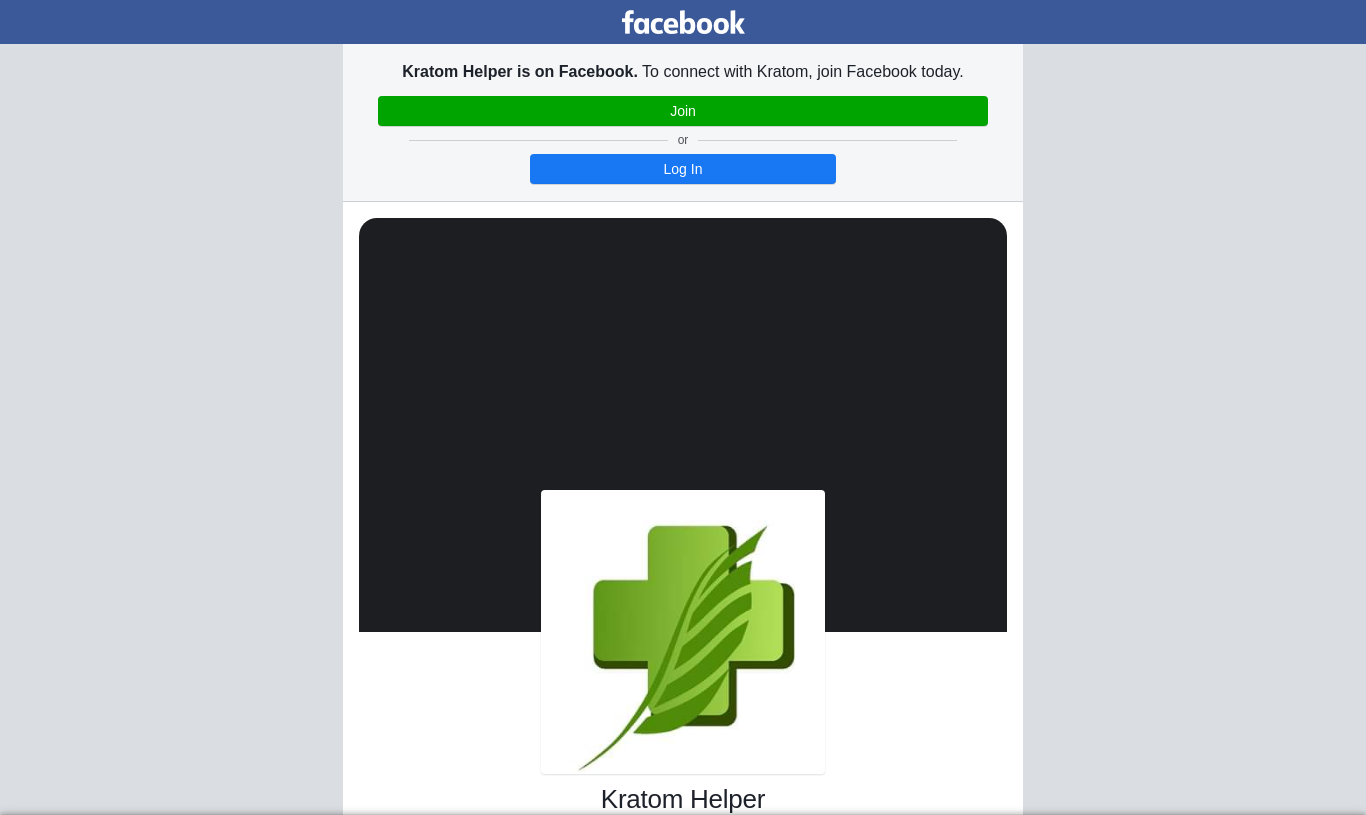 facebook
Kratom Helper is on Facebook. To connect with Kratom, join Facebook today.
Join
or
Log In
Kratom Helper